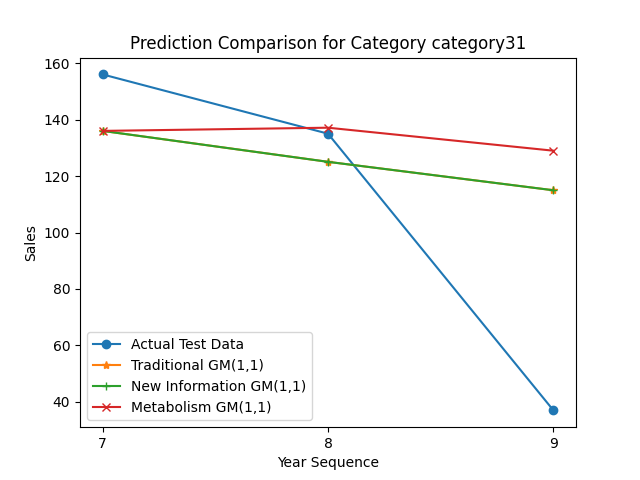 Prediction Comparison for Category category31
160
140
120
100
80
60
40
Sales
Actual Test Data
Traditional GM(1,1)
New Information GM(1,1)
Metabolism GM(1,1)
7
8
9
Year Sequence